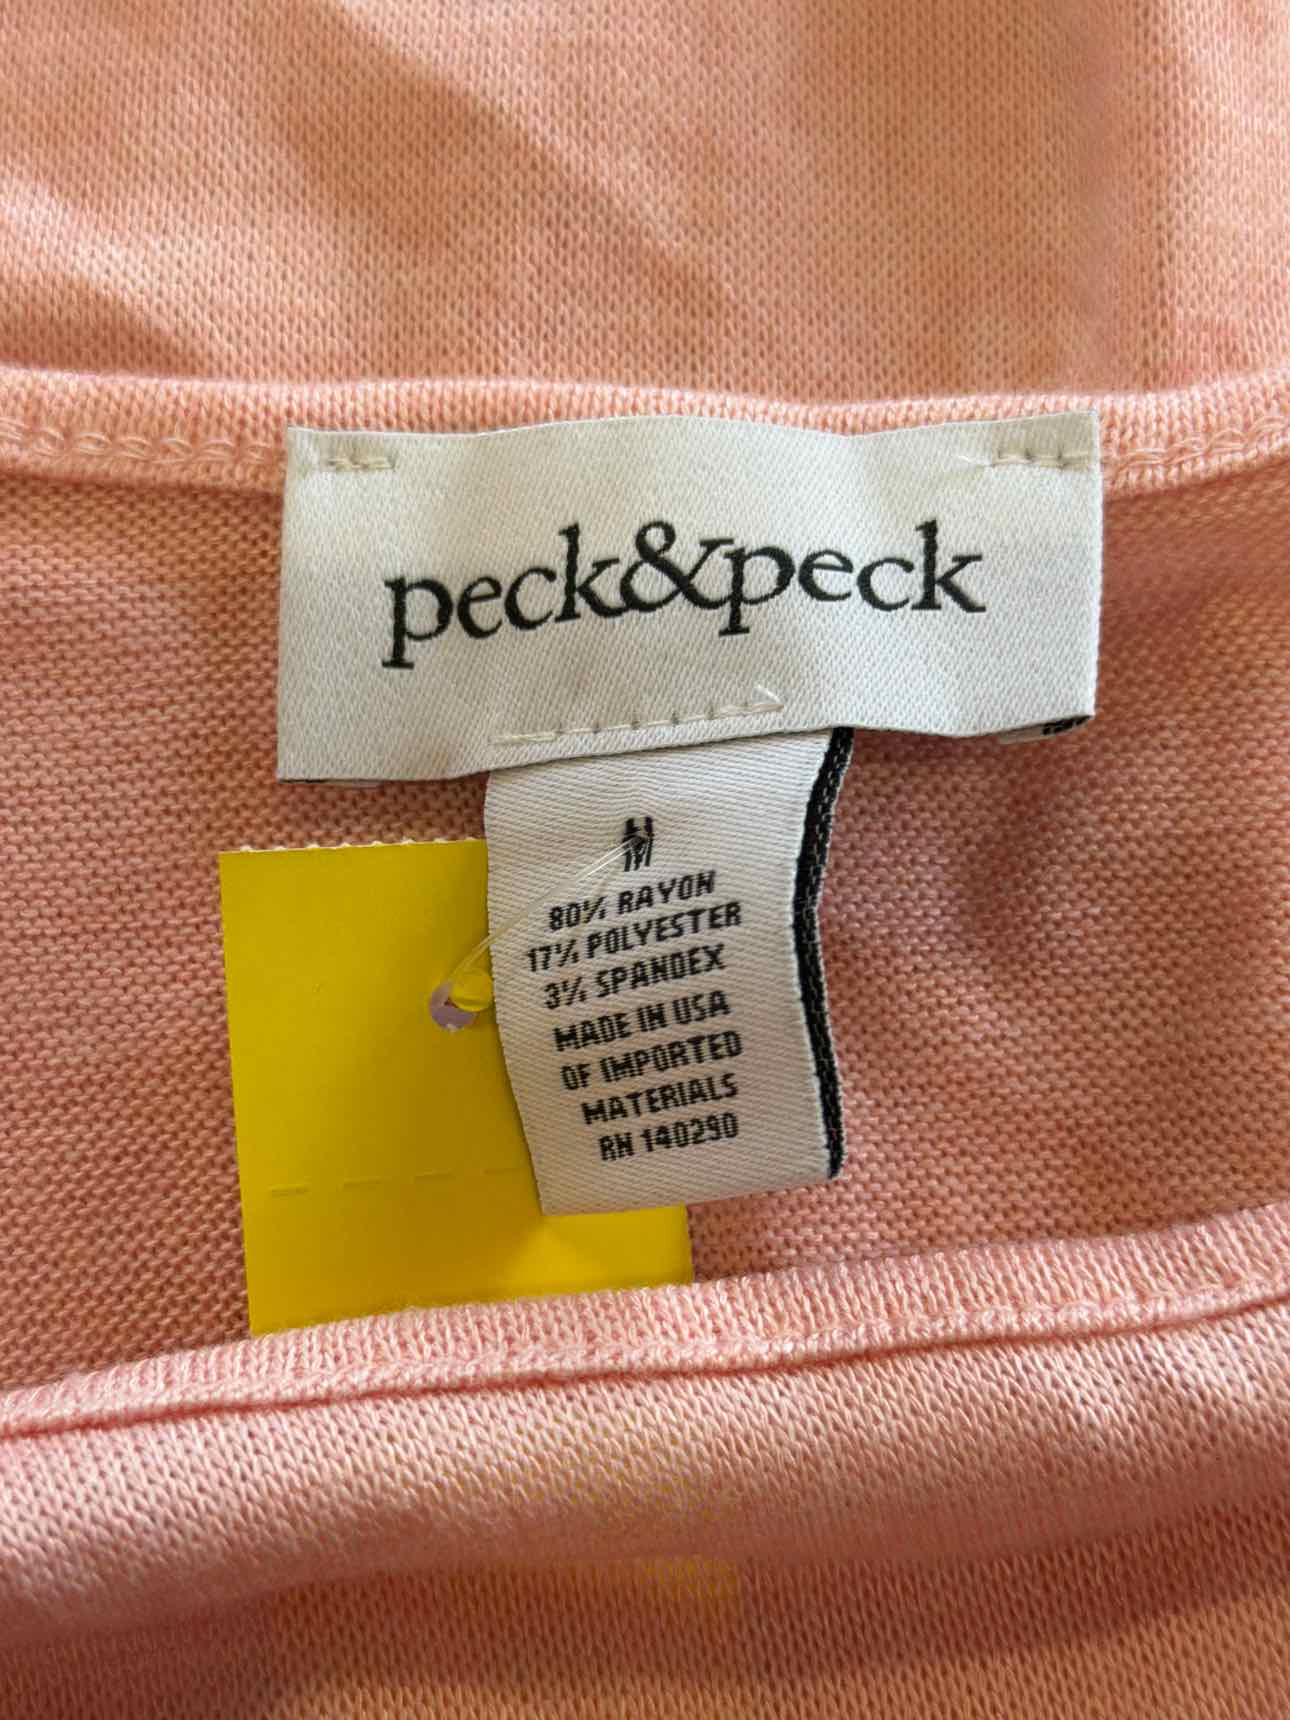 peck&peck
M
80% RAYON
17% POLYESTER
3% SPANDEX
MADE IN USA
OF IMPORTED
MATERIALS
RN 140290